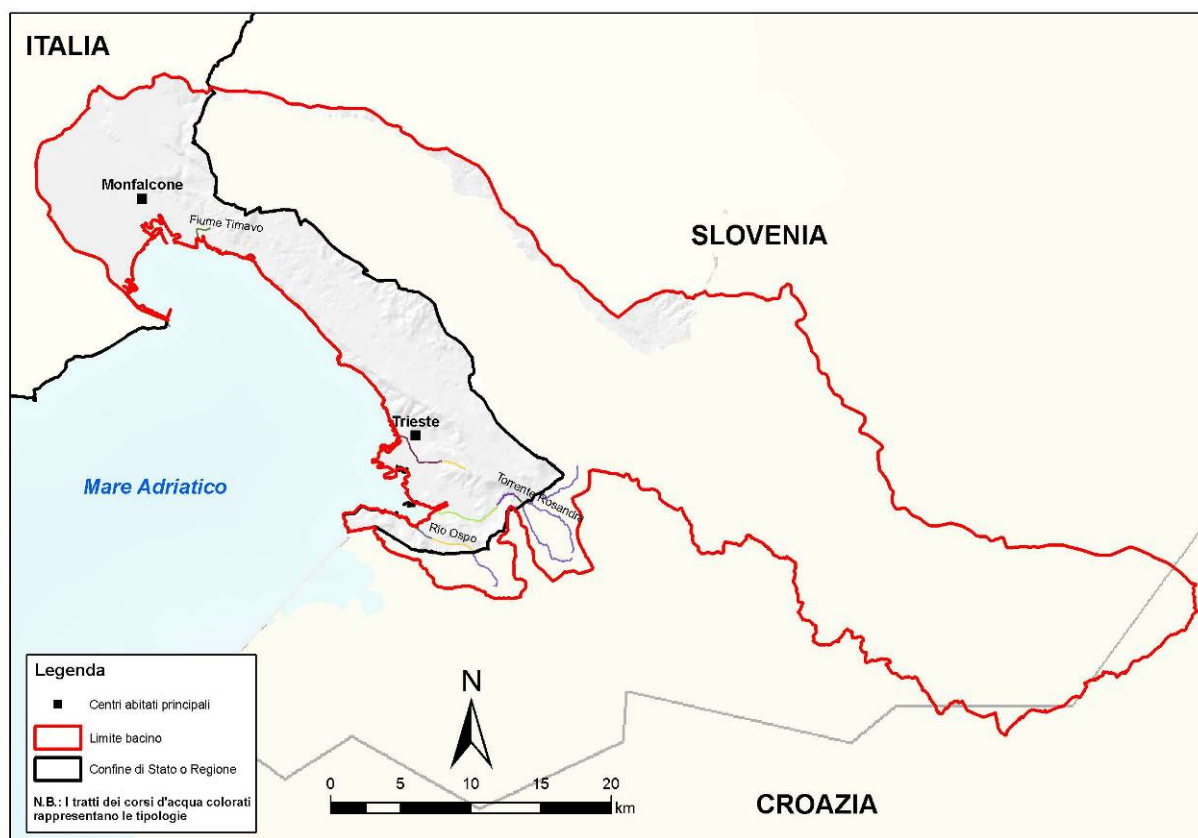 ITALIA
Monfalcone
Fiume Timavo
SLOVENIA
Trieste
Torrente Rosandra
Mare Adriatico
Rio Ospo
Legenda
Centri abitati principali
Limite bacino
Confine di Stato o Regione
N.B.: I tratti dei corsi d'acqua colorati
rappresentano le tipologie
N
0 5 10 15 20
km
CROAZIA